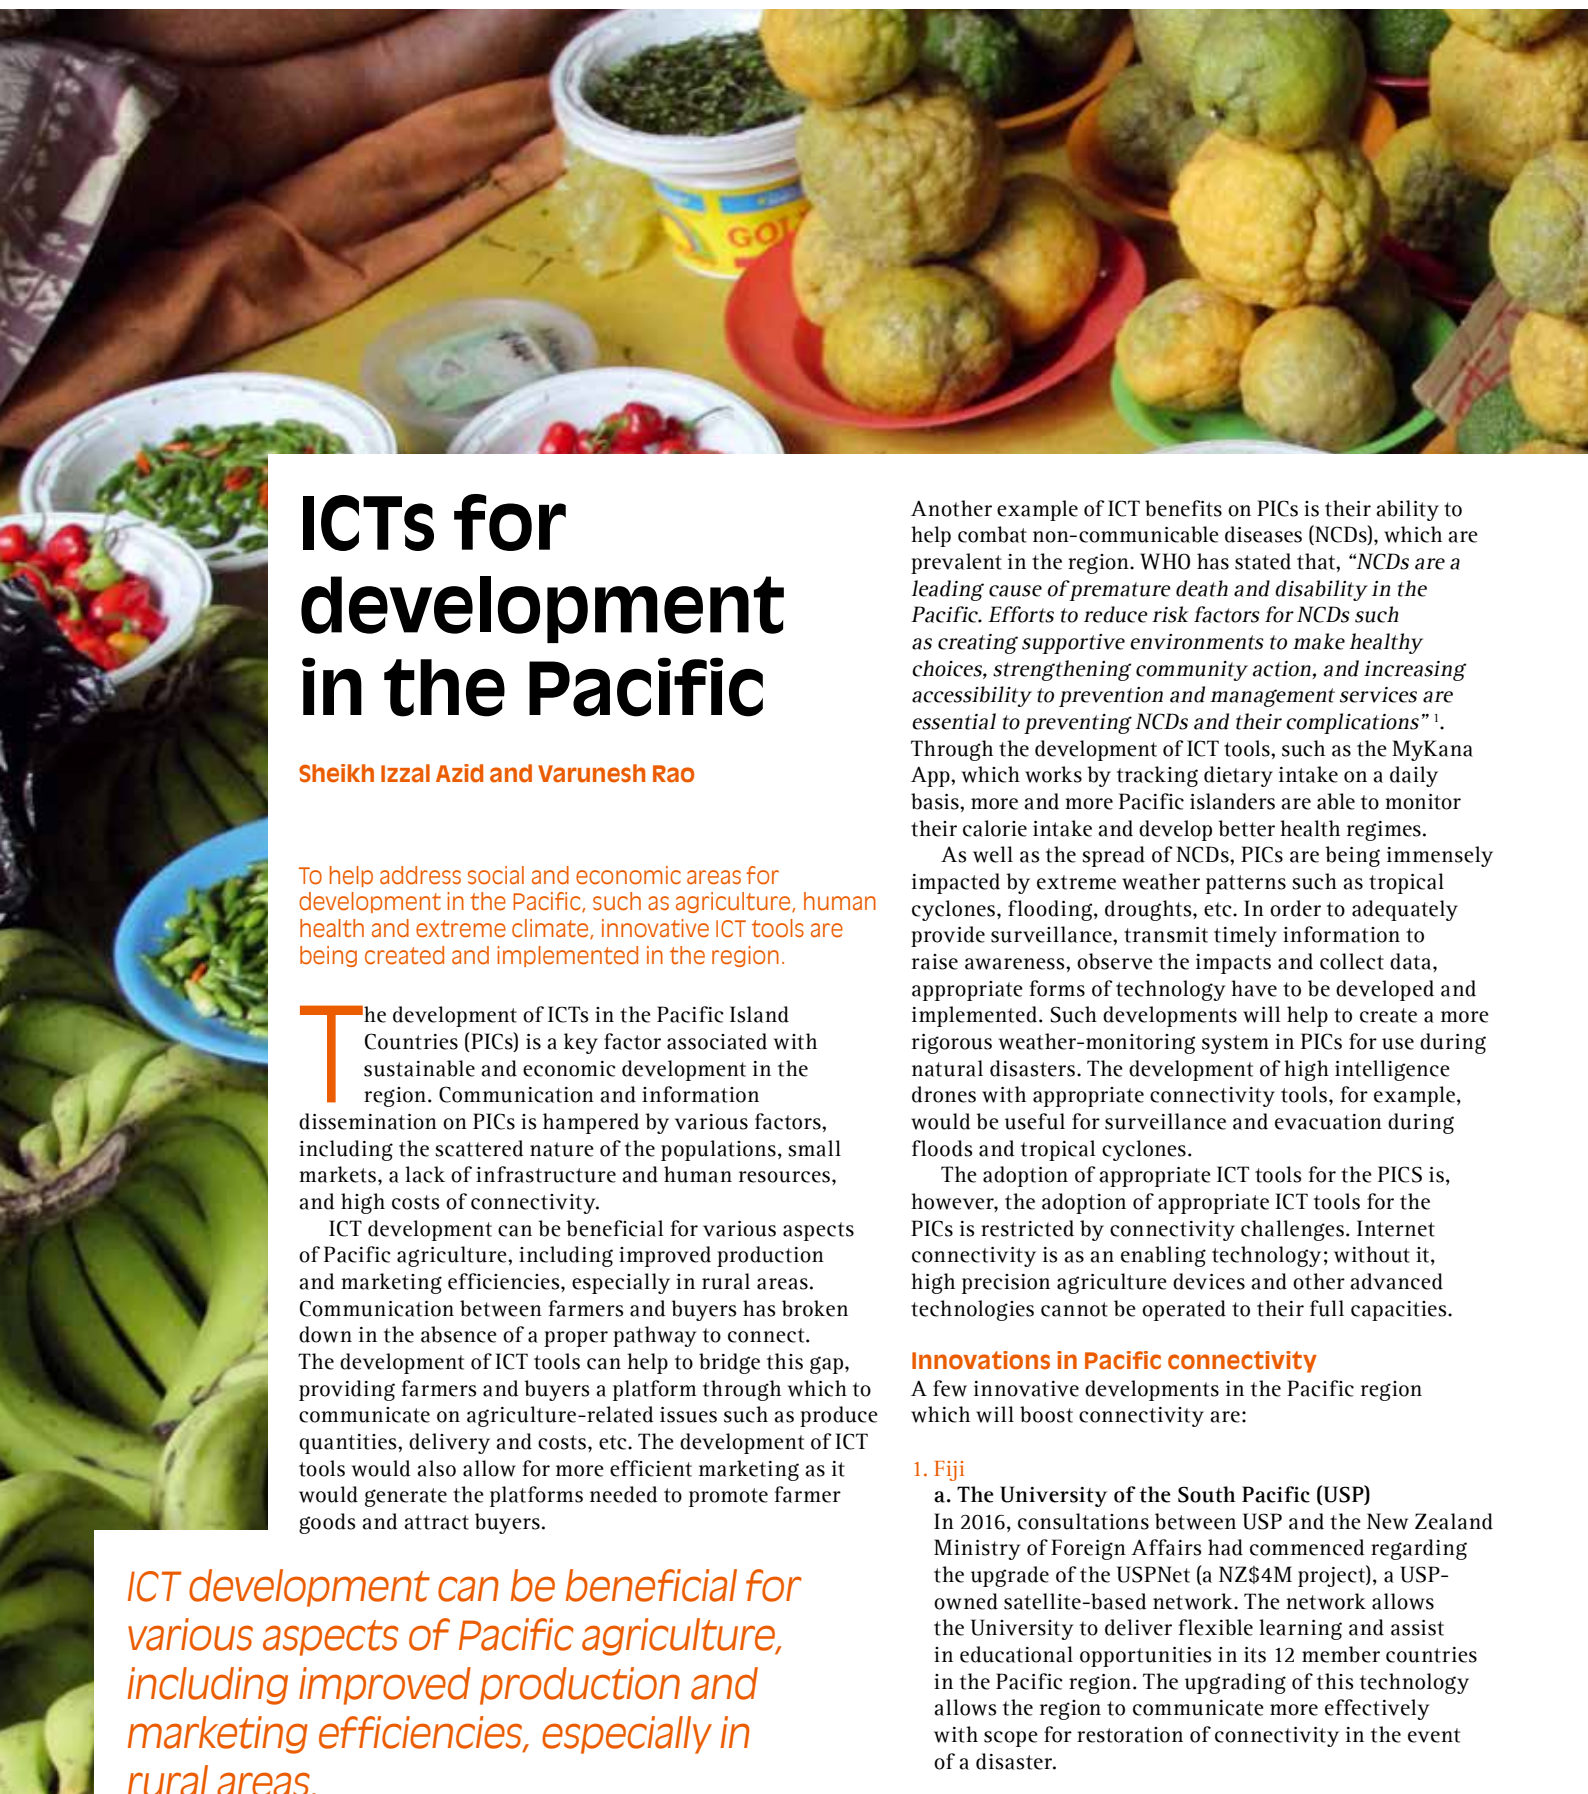 GOL
ICTs for
development
in the Pacific
Sheikh Izzal Azid and Varunesh Rao
To help address social and economic areas for
development in the Pacific, such as agriculture, human
health and extreme climate, innovative ICT tools are
being created and implemented in the region.
The development of ICTs in the Pacific Island
Countries (PICs) is a key factor associated with
sustainable and economic development in the
region. Communication and information
dissemination on PICs is hampered by various factors,
including the scattered nature of the populations, small
markets, a lack of infrastructure and human resources,
and high costs of connectivity.
ICT development can be beneficial for various aspects
of Pacific agriculture, including improved production
and marketing efficiencies, especially in rural areas.
Communication between farmers and buyers has broken
down in the absence of a proper pathway to connect.
The development of ICT tools can help to bridge this gap,
providing farmers and buyers a platform through which to
communicate on agriculture-related issues such as produce
quantities, delivery and costs, etc. The development of ICT
tools would also allow for more efficient marketing as it
would generate the platforms needed to promote farmer
goods and attract buyers.
ICT development can be beneficial for
various aspects of Pacific agriculture,
including improved production and
marketing efficiencies, especially in
rural areas.
Another example of ICT benefits on PICs is their ability to
help combat non-communicable diseases (NCDs), which are
prevalent in the region. WHO has stated that, “NCDs are a
leading cause of premature death and disability in the
Pacific. Efforts to reduce risk factors for NCDs such
as creating supportive environments to make healthy
choices, strengthening community action, and increasing
accessibility to prevention and management services are
essential to preventing NCDs and their complications” 1.
Through the development of ICT tools, such as the MyKana
App, which works by tracking dietary intake on a daily
basis, more and more Pacific islanders are able to monitor
their calorie intake and develop better health regimes.
As well as the spread of NCDs, PICs are being immensely
impacted by extreme weather patterns such as tropical
cyclones, flooding, droughts, etc. In order to adequately
provide surveillance, transmit timely information to
raise awareness, observe the impacts and collect data,
appropriate forms of technology have to be developed and
implemented. Such developments will help to create a more
rigorous weather-monitoring system in PICs for use during
natural disasters. The development of high intelligence
drones with appropriate connectivity tools, for example,
would be useful for surveillance and evacuation during
floods and tropical cyclones.
The adoption of appropriate ICT tools for the PICS is,
however, the adoption of appropriate ICT tools for the
PICs is restricted by connectivity challenges. Internet
connectivity is as an enabling technology; without it,
high precision agriculture devices and other advanced
technologies cannot be operated to their full capacities.
Innovations in Pacific connectivity
A few innovative developments in the Pacific region
which will boost connectivity are:
1. Fiji
a. The University of the South Pacific (USP)
In 2016, consultations between USP and the New Zealand
Ministry of Foreign Affairs had commenced regarding
the upgrade of the USPNet (a NZ$4M project), a USP-
owned satellite-based network. The network allows
the University to deliver flexible learning and assist
in educational opportunities in its 12 member countries
in the Pacific region. The upgrading of this technology
allows the region to communicate more effectively
with scope for restoration of connectivity in the event
of a disaster.